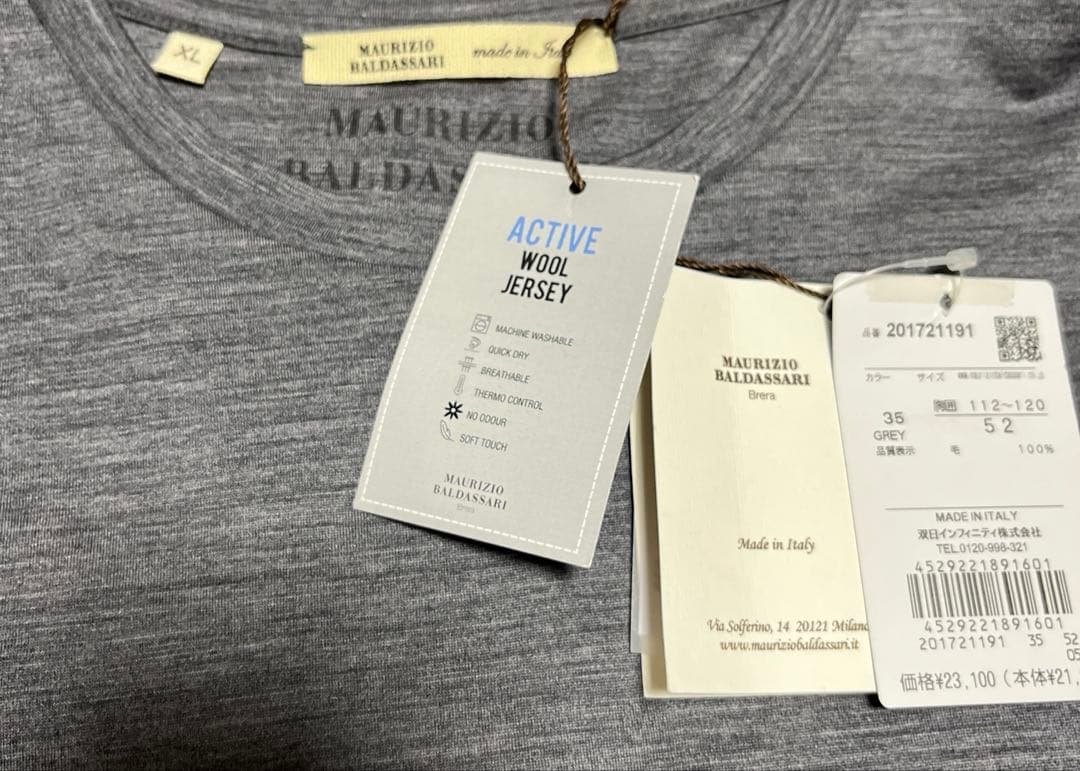 XL
MAURIZIO
BALDASSARI
made in
MAURIZIO
ACTIVE
WOOL
JERSEY
MACHINE WASHABLE
QUICK DRY
BREATHABLE
THERMO CONTROL
NO ODOUR
SOFT TOUCH
MAURIZIO
BALDASSARI
Brera
MAURIZIO
BALDASSARI
Brera
Made in Italy
Via Solferino, 14 20121 Milano
www.mauriziobaldassari.it
品番 201721191
カラー サイズ
胸囲 112~120
35 52
GREY
品質表示 毛 100%
MADE IN ITALY
双日インフィニティ株式会社
TEL.0120-998-321
4529221891601
4529221891601
201721191 35 52
価格¥23,100(本体¥21,